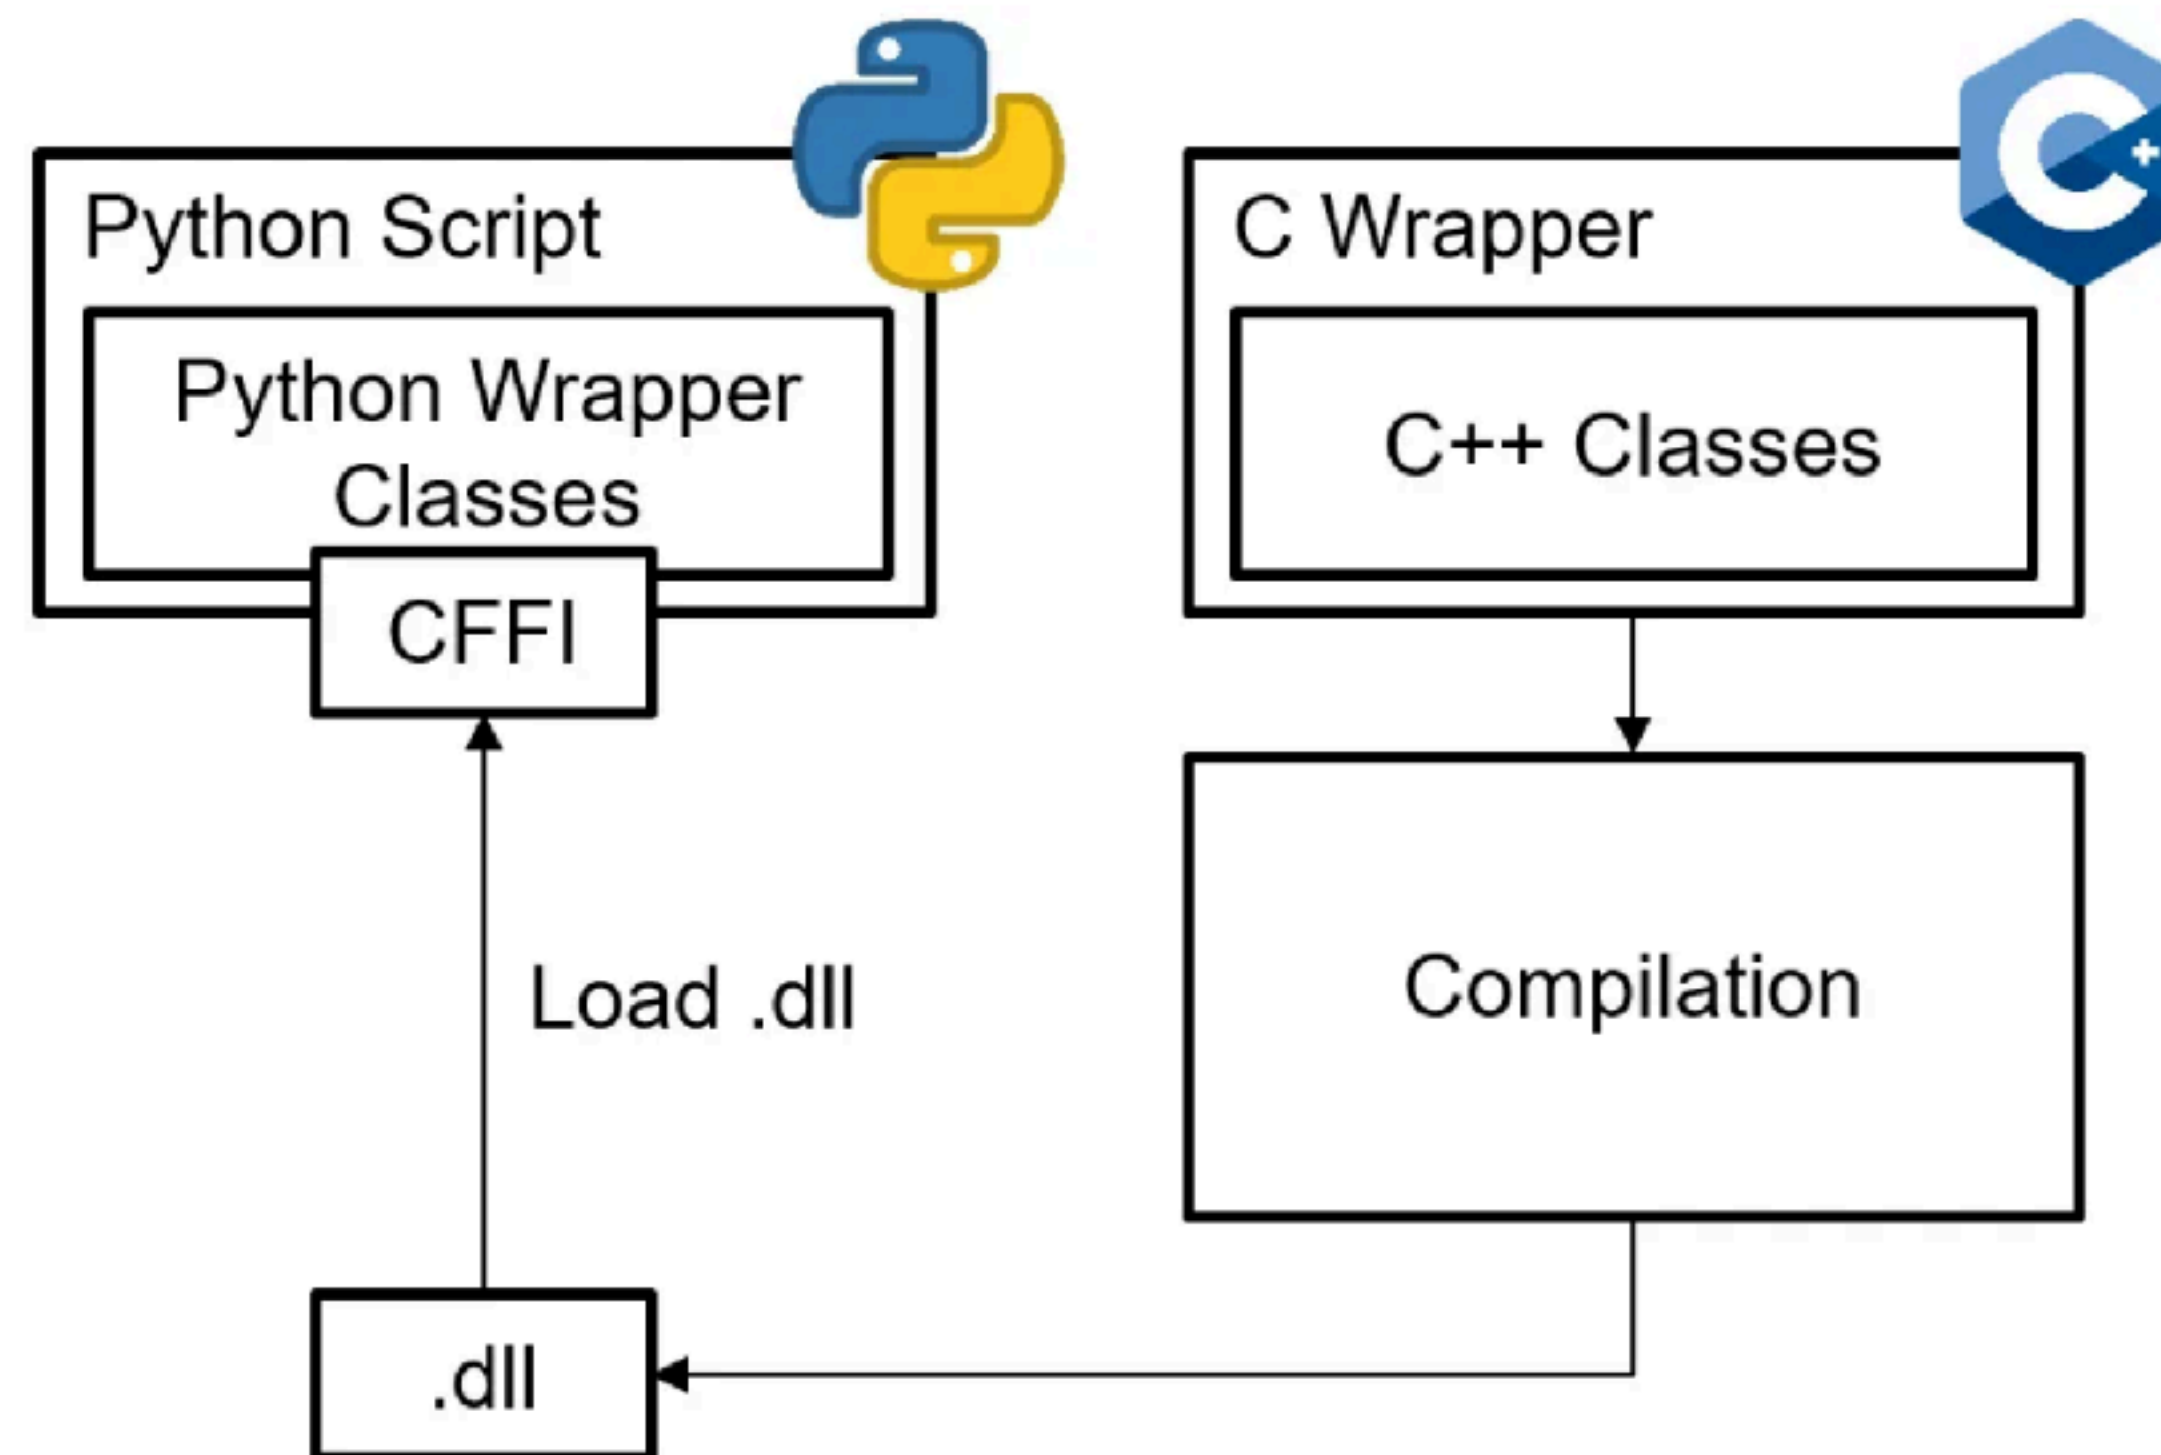 Python Script
Python Wrapper
Classes
CFFI
Load .dll
.dll
C Wrapper
C++ Classes
Compilation
C+